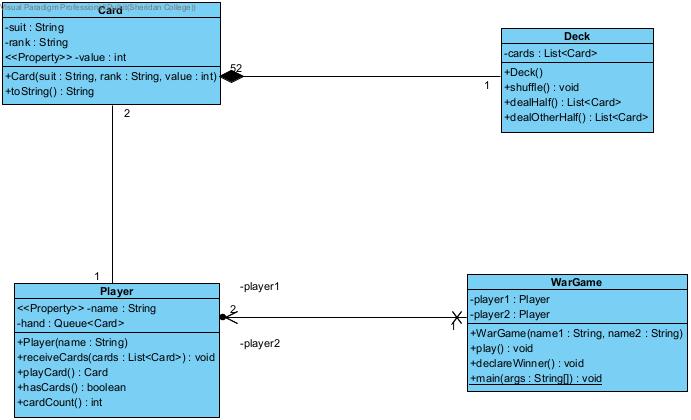 Visual Paradigm Professional(Sheridan College))
Card
-suit : String
-rank : String
<<Property>> -value : int
+Card(suit : String, rank : String, value : int)
+toString() : String
52
1
Deck
-cards : List<Card>
+Deck()
+shuffle() : void
+dealHalf() : List<Card>
+dealOtherHalf() : List<Card>
2
1
Player
<<Property>> -name : String
-hand : Queue<Card>
+Player(name : String)
+receiveCards(cards : List<Card>) : void
+playCard() : Card
+hasCards() : boolean
+cardCount() : int
-player1
2
-player2
1
WarGame
-player1 : Player
-player2 : Player
+WarGame(name1 : String, name2 : String)
+play() : void
+declareWinner() : void
+main(args : String[]) : void